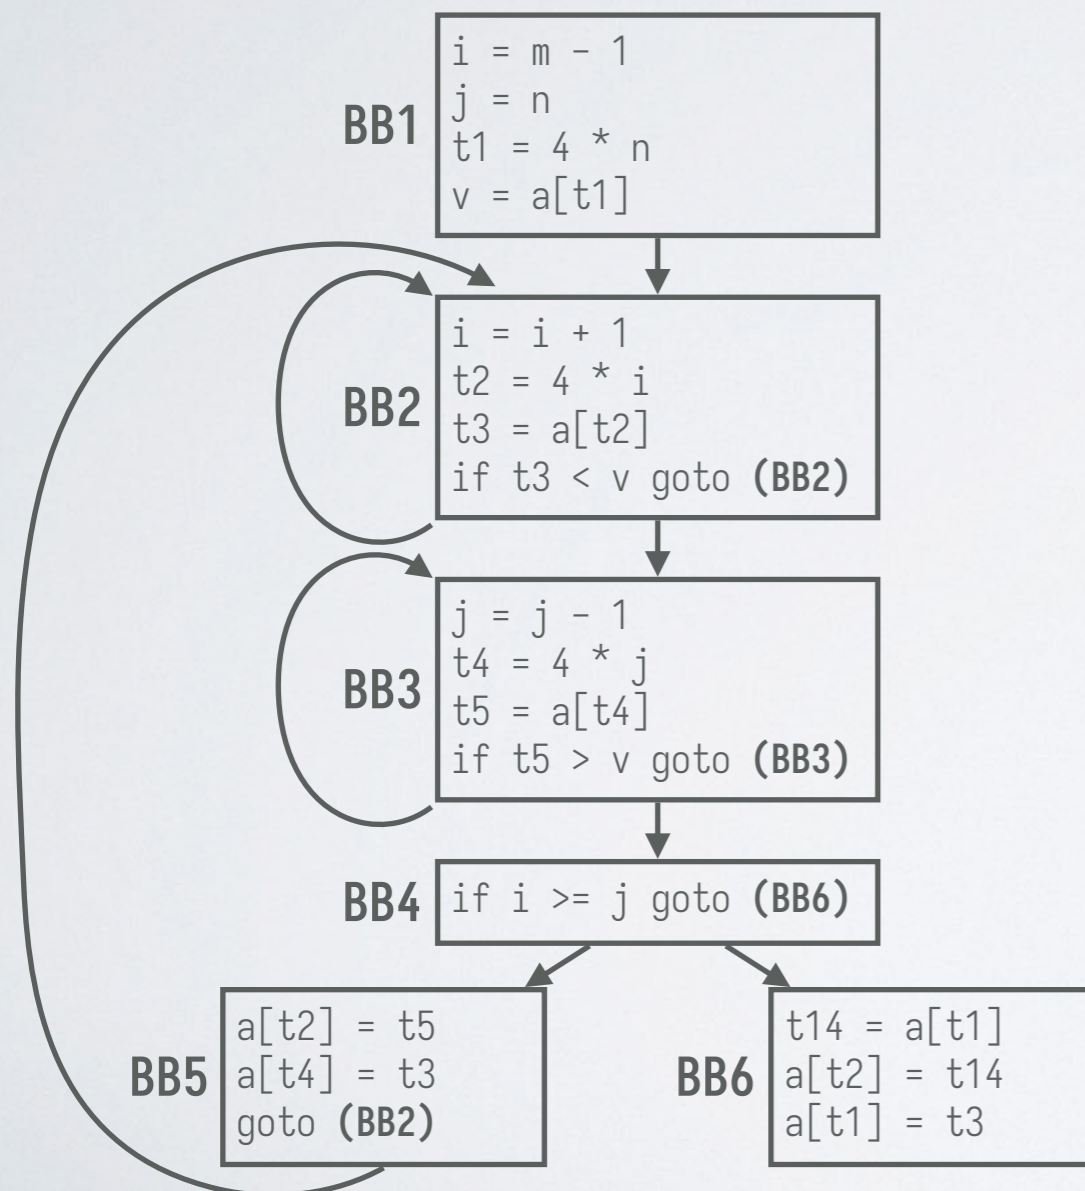 BB1
i = m - 1
j = n
t1 = 4 * n
v = a[t1]
BB2
i = i + 1
t2 = 4 * i
t3 = a[t2]
if t3 < v goto (BB2)
BB3
j = j - 1
t4 = 4 * j
t5 = a[t4]
if t5 > v goto (BB3)
BB4
if i >= j goto (BB6)
BB5
a[t2] = t5
a[t4] = t3
goto (BB2)
BB6
t14 = a[t1]
a[t2] = t14
a[t1] = t3